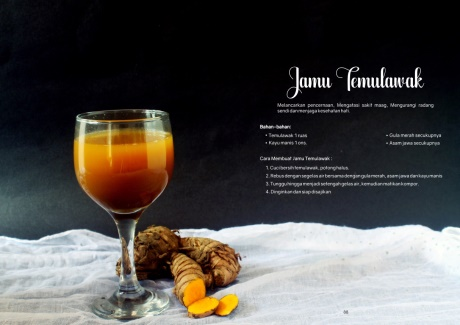 Jamu Temulawak
Melancarkan pencernaan, Mengatasi sakit maag, Mengurangi radang
sendi dan menjaga kesehatan hati.
Bahan-bahan:
• Temulawak 1 ruas
• Kayu manis 1 ons.
• Gula merah secukupnya
• Asam jawa secukupnya
Cara Membuat Jamu Temulawak :
1. Cuci bersih temulawak, potong halus.
2. Rebus dengan segelas air bersama dengan gula merah, asam jawa dan kayu manis
3. Tunggu hingga menjadi setengah gelas air, kemudian matikan kompor.
4. Dinginkan dan siap disajikan